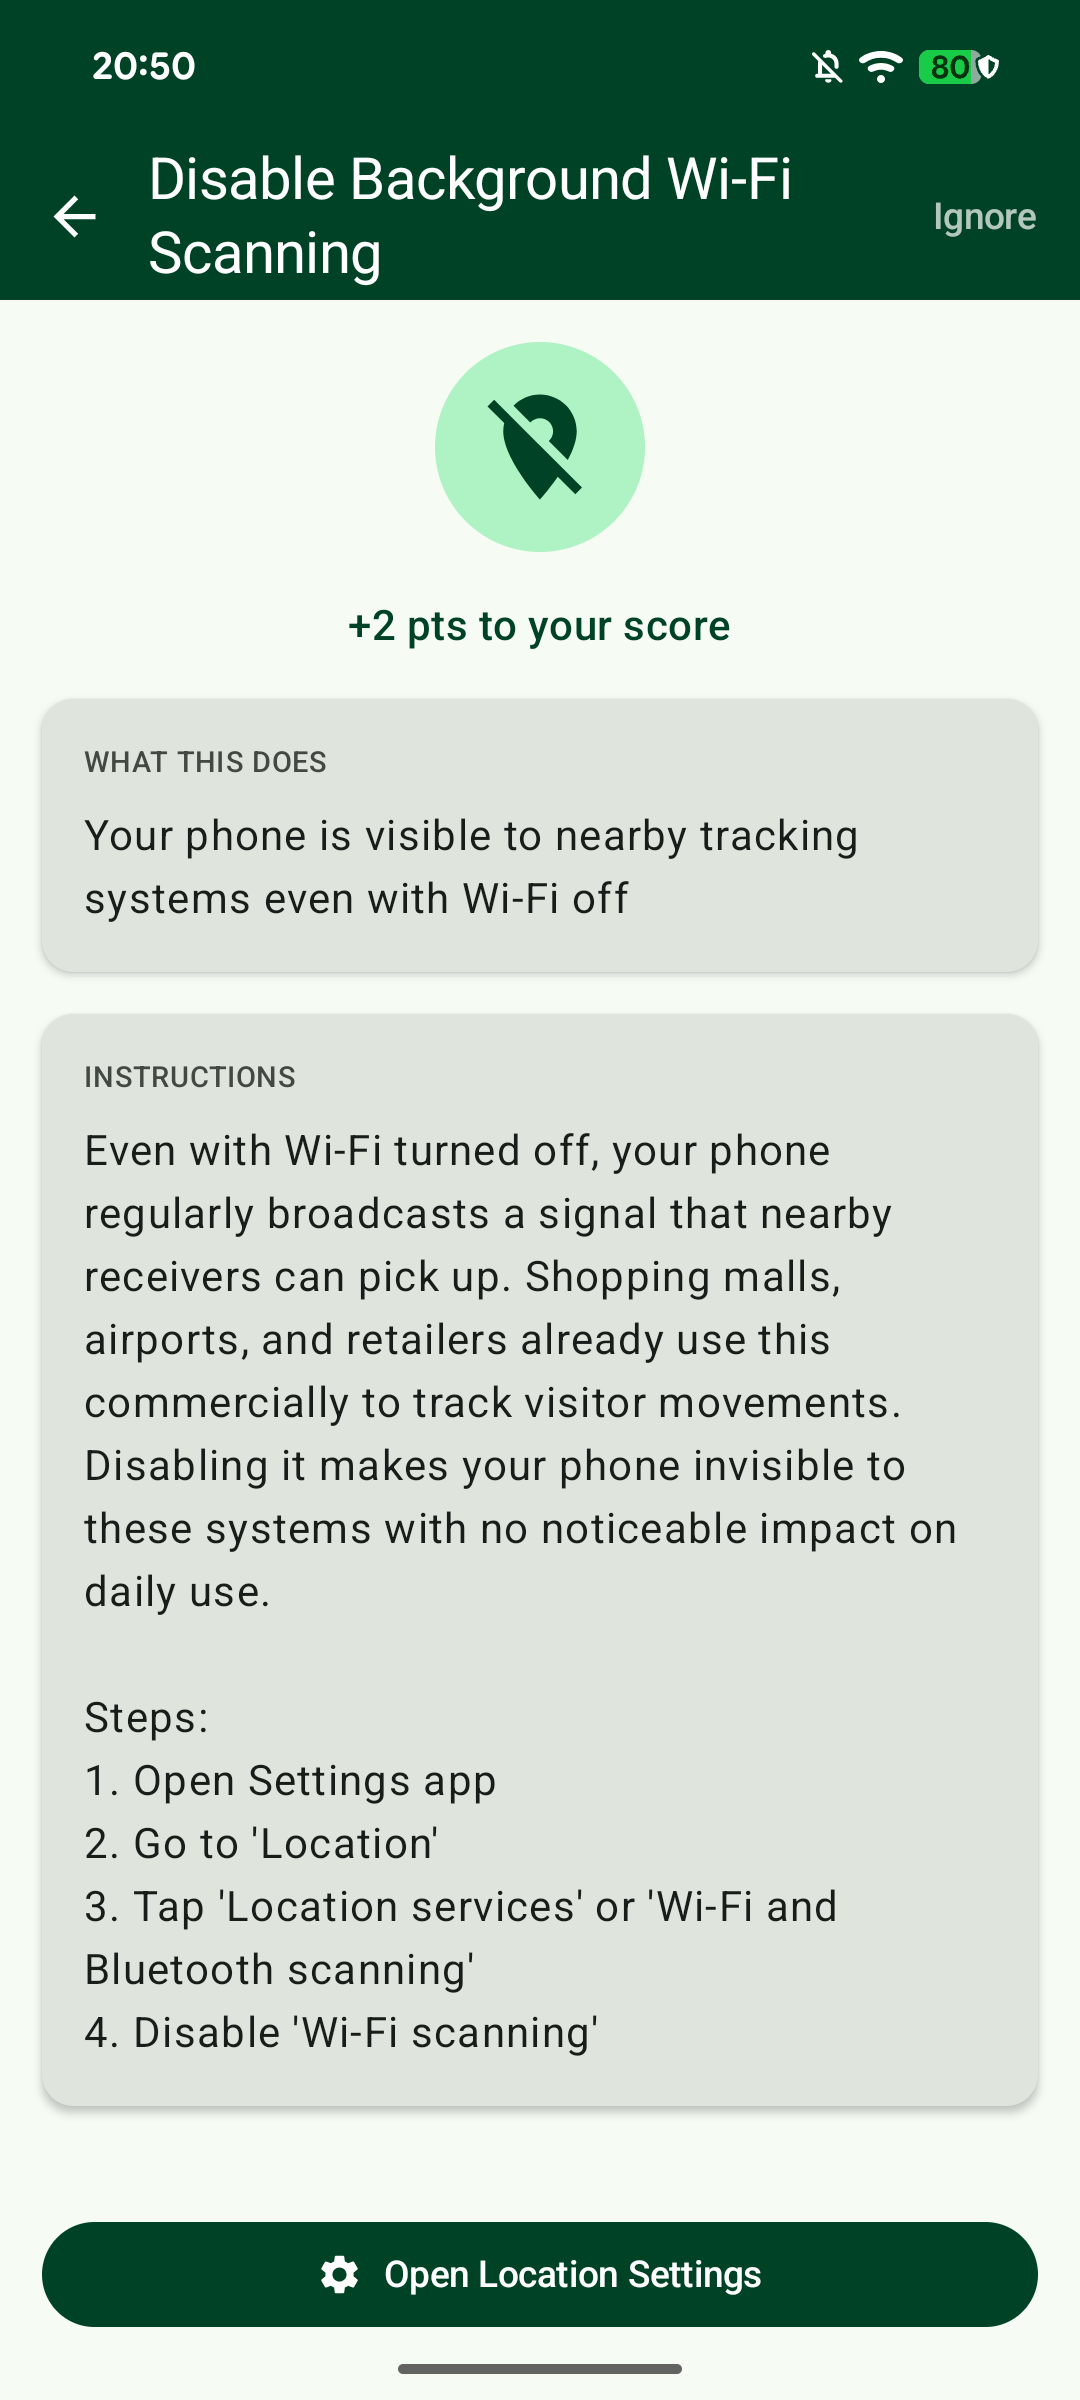 20:50
80
Disable Background Wi-Fi
Scanning
Ignore
+2 pts to your score
WHAT THIS DOES
Your phone is visible to nearby tracking
systems even with Wi-Fi off
INSTRUCTIONS
Even with Wi-Fi turned off, your phone
regularly broadcasts a signal that nearby
receivers can pick up. Shopping malls,
airports, and retailers already use this
commercially to track visitor movements.
Disabling it makes your phone invisible to
these systems with no noticeable impact on
daily use.
Steps:
1. Open Settings app
2. Go to 'Location'
3. Tap 'Location services' or 'Wi-Fi and
Bluetooth scanning'
4. Disable 'Wi-Fi scanning'
Open Location Settings